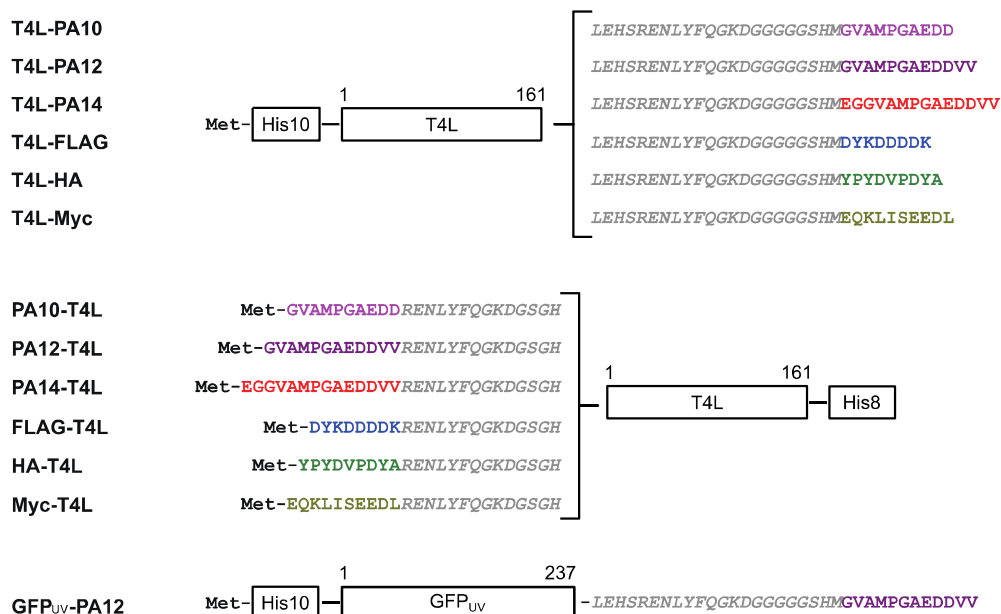 T4L-PA10 LEHSRENLYFQGKDGGGGGSHMGVAMPGAEDD
T4L-PA12 LEHSRENLYFQGKDGGGGGSHMGVAMPGAEDDVV
1 161
T4L-PA14 LEHSRENLYFQGKDGGGGGSHMEGGVAMPGAEDDVV
Met- His10 T4L
T4L-FLAG LEHSRENLYFQGKDGGGGGSHMDYKDDDDK
T4L-HA LEHSRENLYFQGKDGGGGGSHMYPYDVPDYA
T4L-Myc LEHSRENLYFQGKDGGGGGSHMEQKLISEEDL
PA10-T4L Met-GVAMPGAEDDRENLYFQGKDGSGH
PA12-T4L Met-GVAMPGAEDDVVRENLYFQGKDGSGH
1 161
PA14-T4L Met-EGGVAMPGAEDDVVRENLYFQGKDGSGH
T4L His8
FLAG-T4L Met-DYKDDDDKRENLYFQGKDGSGH
HA-T4L Met-YPYDVPDYARENLYFQGKDGSGH
Myc-T4L Met-EQKLISEEDLRENLYFQGKDGSGH
1 237
GFPUV-PA12 Met- His10 GFPUV -LEHSRENLYFQGKDGGGGGSHMGVAMPGAEDDVV